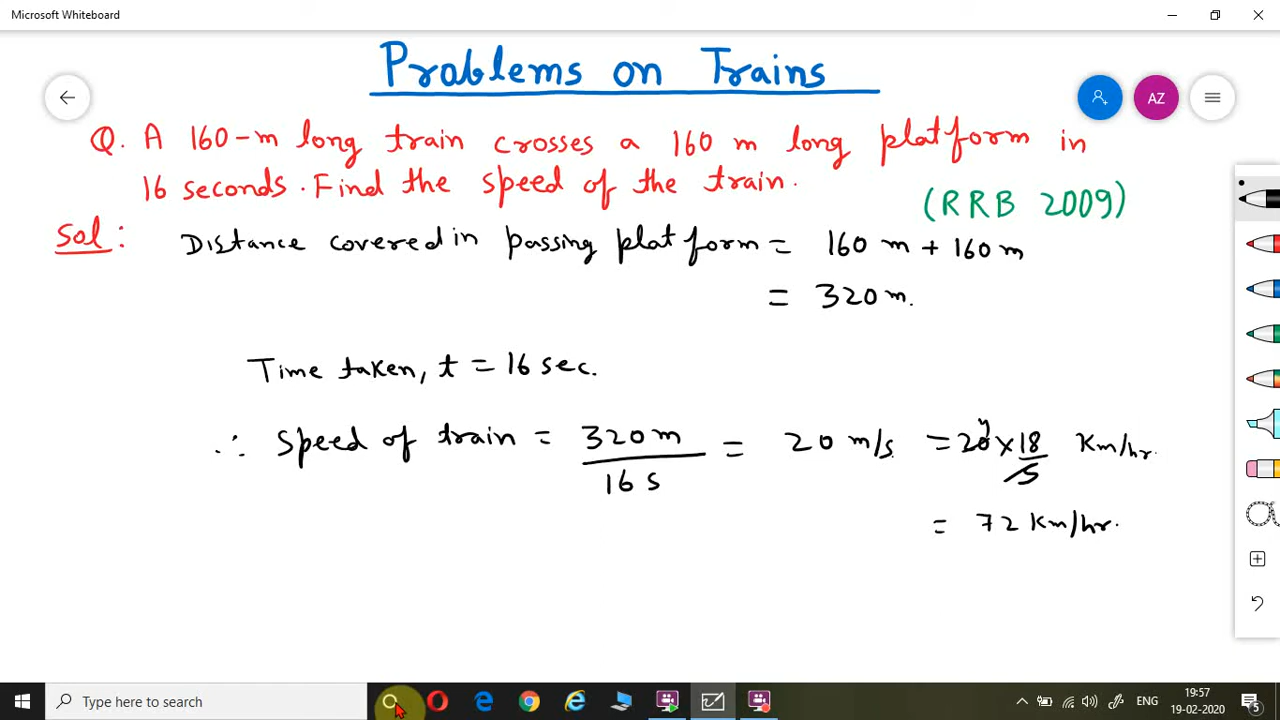 Microsoft Whiteboard
Problems on Trains
AZ
Q. A 160-m long train crosses a 160 m long platform in
16 seconds. Find the speed of the train.
(RRB 2009)
Sol: Distance covered in passing platform = 160 m + 160 m
= 320 m.
Time taken, t = 16 sec.
∴ Speed of train = 320 m / 16 s = 20 m/s = 20 × 18/5 Km/hr.
= 72 Km/hr.
Type here to search
ENG
19:57
19-02-2020
5